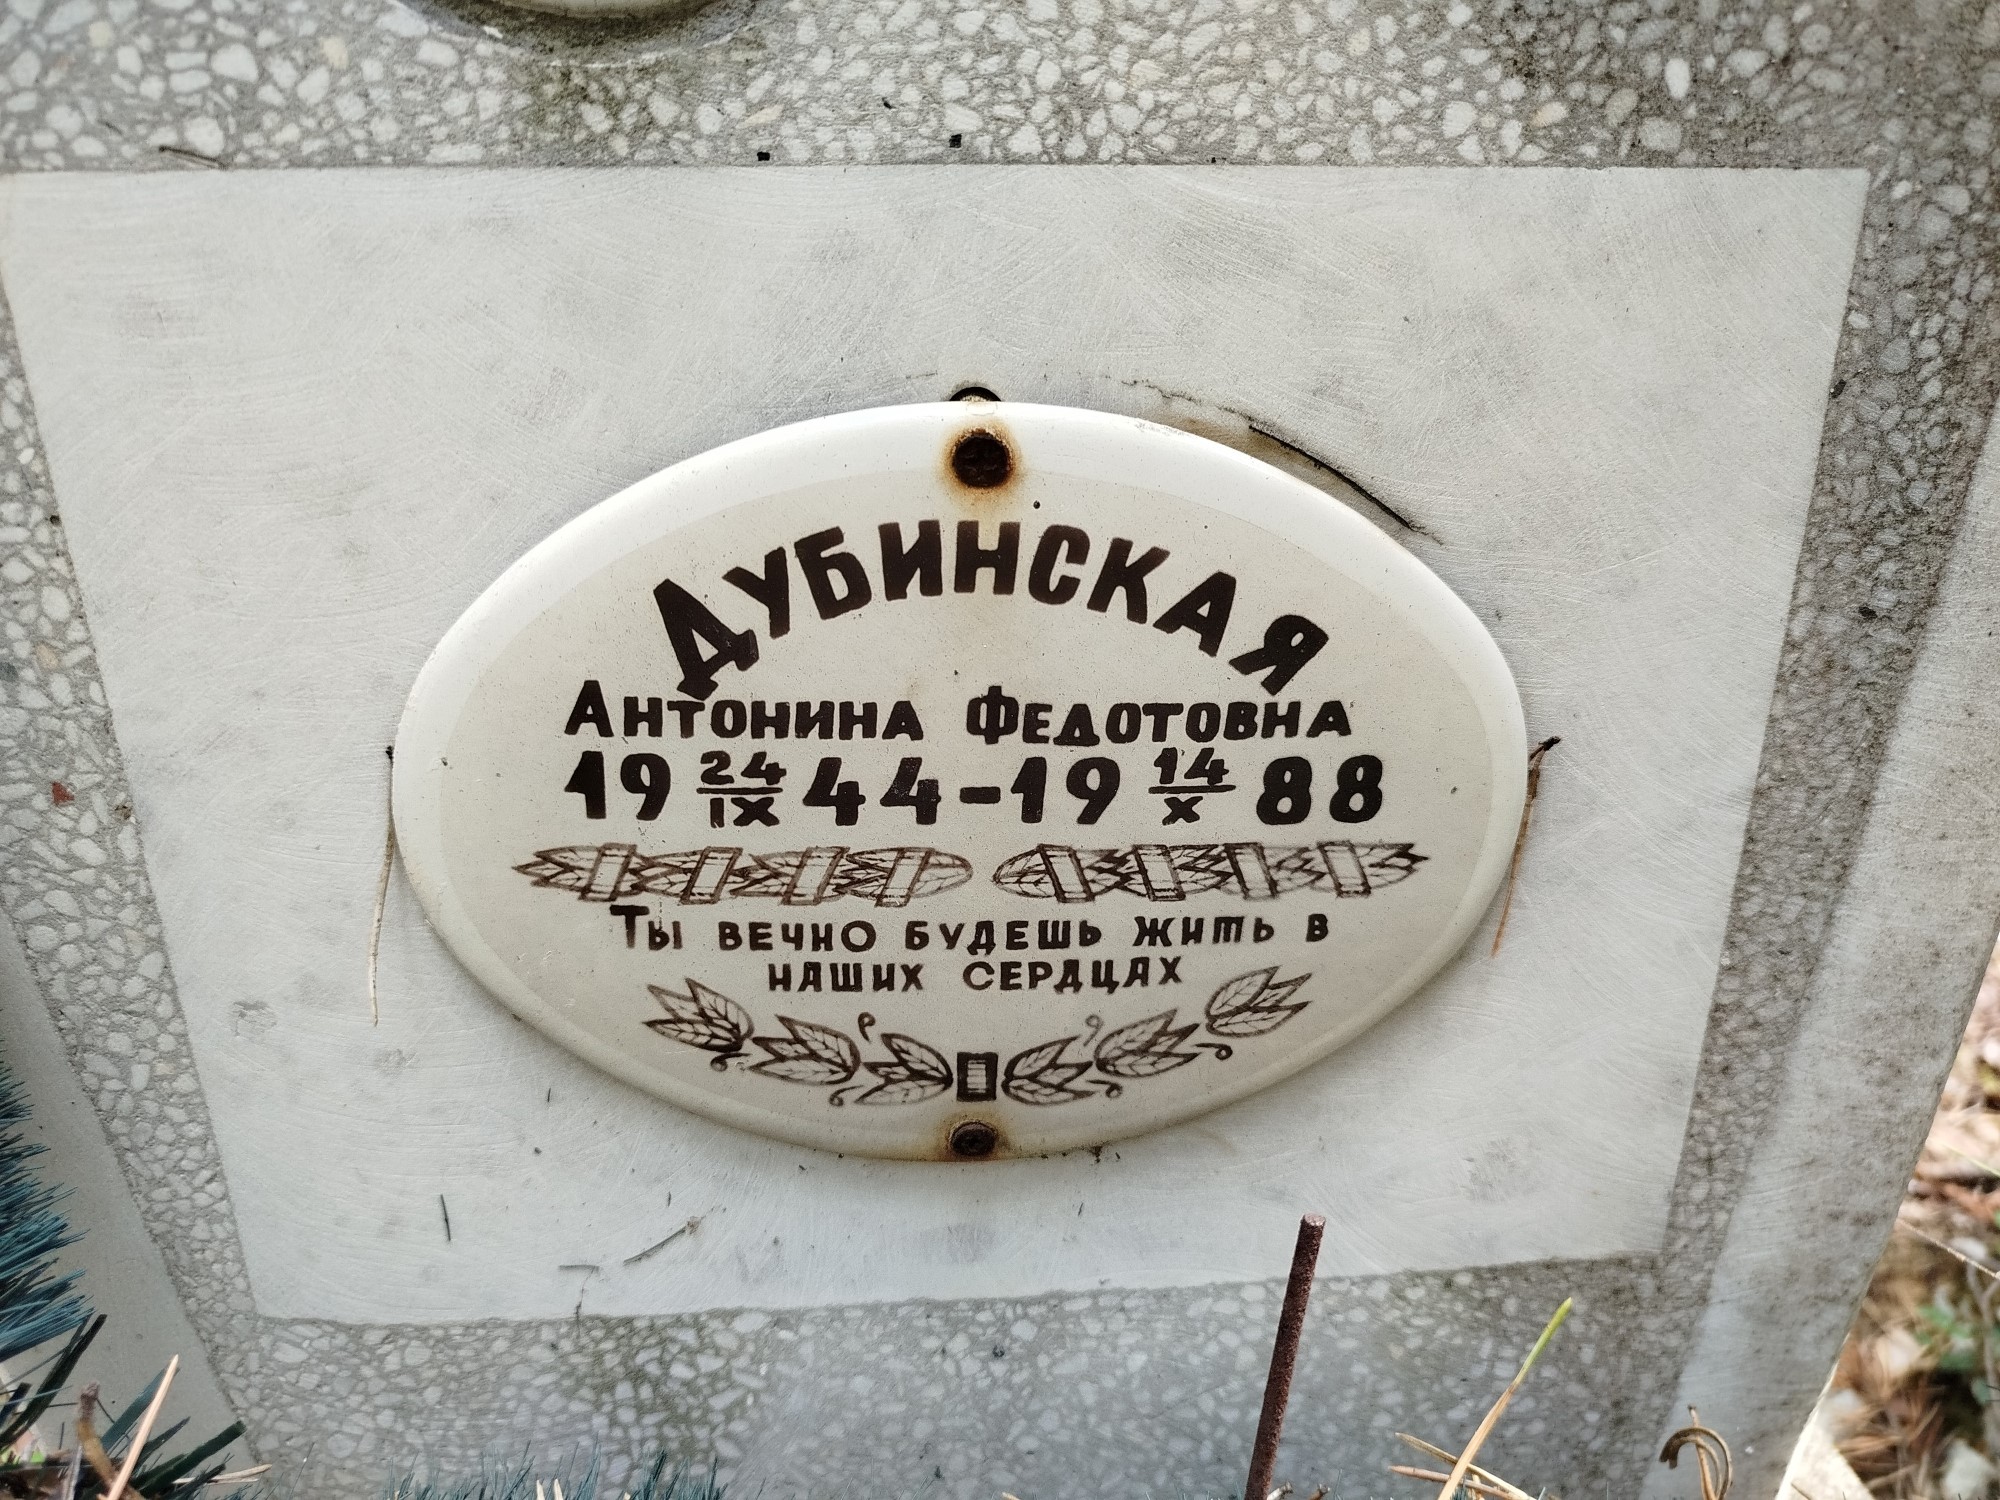 ДУБИНСКАЯ
АНТОНИНА ФЕДОТОВНА
19 24/IX 44-19 14/X 88
ТЫ ВЕЧНО БУДЕШЬ ЖИТЬ В
НАШИХ СЕРДЦАХ